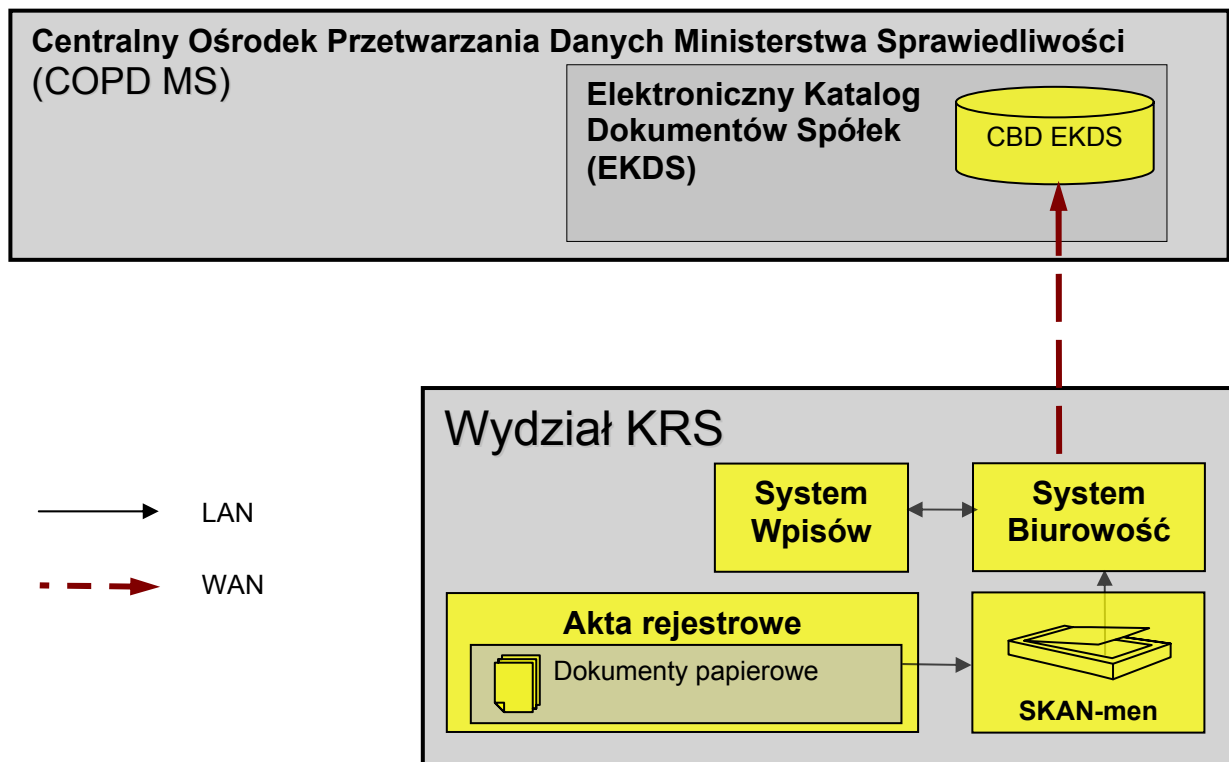 Centralny Ośrodek Przetwarzania Danych Ministerstwa Sprawiedliwości
(COPD MS)
Elektroniczny Katalog
Dokumentów Spółek
(EKDS)
CBD EKDS
Wydział KRS
System
Wpisów
System
Biurowość
LAN
WAN
Akta rejestrowe
Dokumenty papierowe
SKAN-men